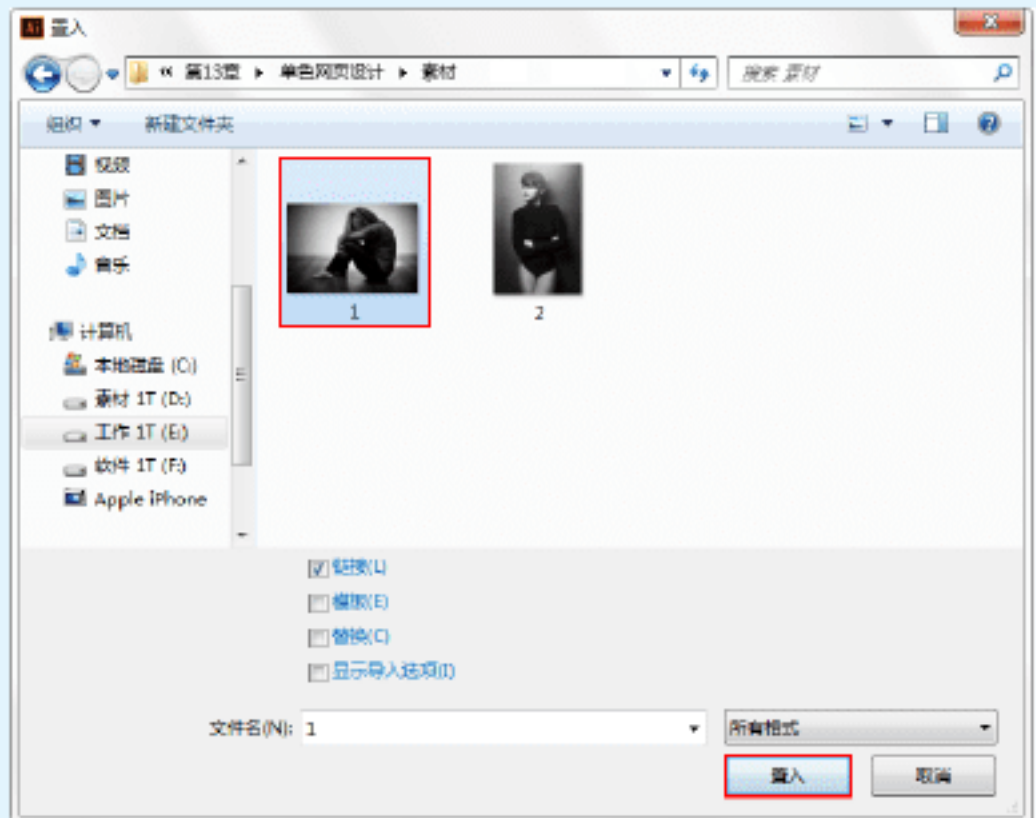 Ai 置入
« 第13章 ▸ 单色网页设计 ▸ 素材
搜索 素材
组织 新建文件夹
视频
图片
文档
音乐
计算机
本地磁盘 (C:)
素材 1T (D:)
工作 1T (E:)
软件 1T (F:)
Apple iPhone
1
2
链接(L)
模板(E)
替换(C)
显示导入选项(I)
文件名(N): 1
所有格式
置入
取消